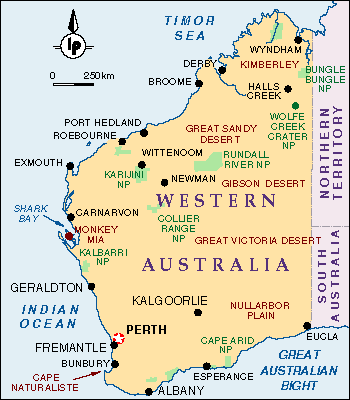 TIMOR
SEA
lp
0 250km
WYNDHAM
DERBY
KIMBERLEY
BROOME
HALLS
CREEK
BUNGLE
BUNGLE
NP
WOLFE
CREEK
CRATER
NP
NORTHERN
TERRITORY
PORT HEDLAND
ROEBOURNE
GREAT SANDY
DESERT
WITTENOOM
EXMOUTH
KARIJINI
NP
RUNDALL
RIVER NP
NEWMAN
GIBSON DESERT
WESTERN
SHARK
BAY
CARNARVON
MONKEY
MIA
COLLIER
RANGE
NP
GREAT VICTORIA DESERT
KALBARRI
NP
AUSTRALIA
SOUTH
AUSTRALIA
GERALDTON
KALGOORLIE
INDIAN
OCEAN
NULLARBOR
PLAIN
PERTH
FREMANTLE
EUCLA
BUNBURY
CAPE ARID
NP
CAPE
NATURALISTE
ESPERANCE
GREAT
AUSTRALIAN
BIGHT
ALBANY